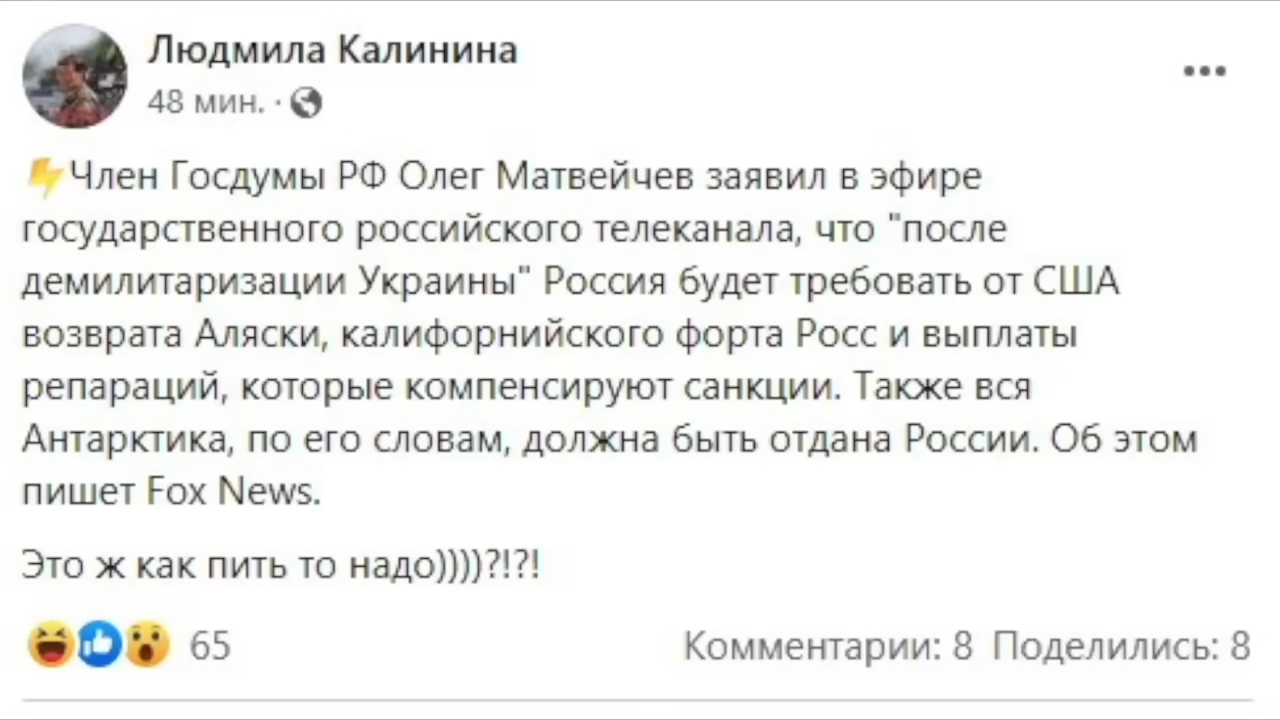 Людмила Калинина
48 мин. ·
Член Госдумы РФ Олег Матвейчев заявил в эфире
государственного российского телеканала, что "после
демилитаризации Украины" Россия будет требовать от США
возврата Аляски, калифорнийского форта Росс и выплаты
репараций, которые компенсируют санкции. Также вся
Антарктика, по его словам, должна быть отдана России. Об этом
пишет Fox News.
Это ж как пить то надо))))?!?!
65 Комментарии: 8 Поделились: 8